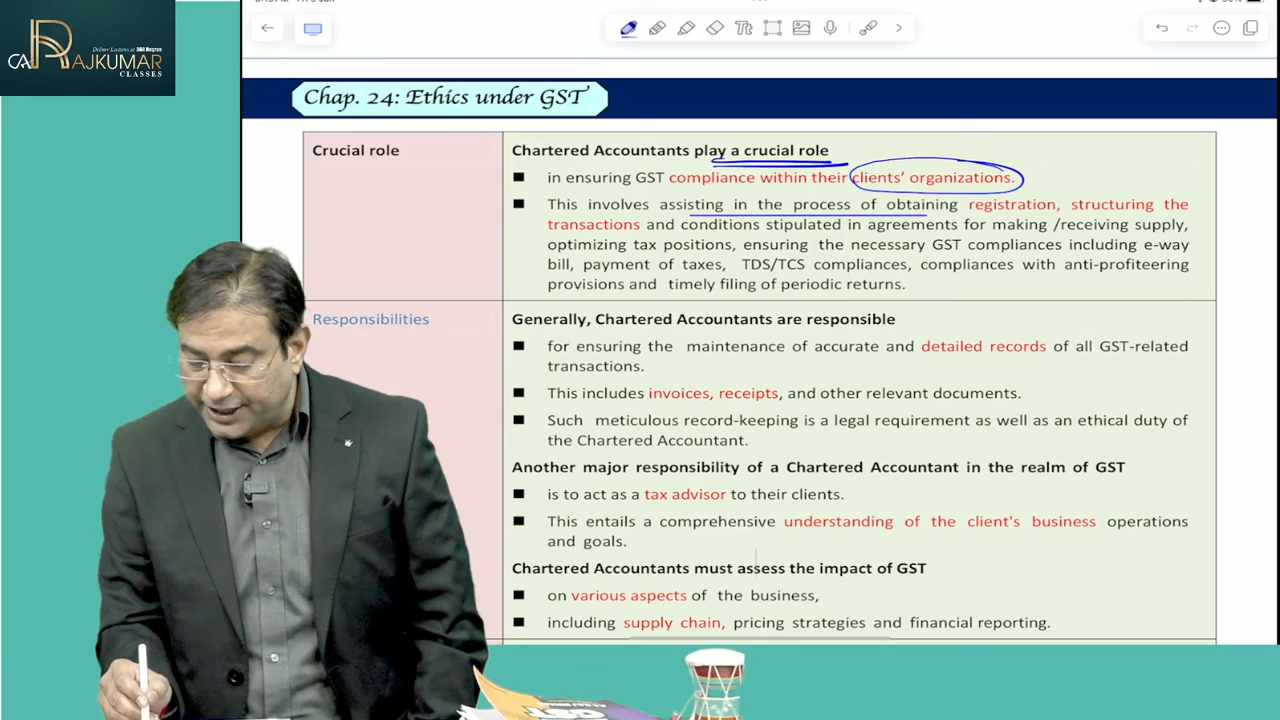 Deliver Lectures at 360 Degree
CA RAJKUMAR
CLASSES
Chap. 24: Ethics under GST
Crucial role
Chartered Accountants play a crucial role
■ in ensuring GST compliance within their clients’ organizations.
■ This involves assisting in the process of obtaining registration, structuring the
transactions and conditions stipulated in agreements for making /receiving supply,
optimizing tax positions, ensuring the necessary GST compliances including e-way
bill, payment of taxes, TDS/TCS compliances, compliances with anti-profiteering
provisions and timely filing of periodic returns.
Responsibilities
Generally, Chartered Accountants are responsible
■ for ensuring the maintenance of accurate and detailed records of all GST-related
transactions.
■ This includes invoices, receipts, and other relevant documents.
■ Such meticulous record-keeping is a legal requirement as well as an ethical duty of
the Chartered Accountant.
Another major responsibility of a Chartered Accountant in the realm of GST
■ is to act as a tax advisor to their clients.
■ This entails a comprehensive understanding of the client's business operations
and goals.
Chartered Accountants must assess the impact of GST
■ on various aspects of the business,
■ including supply chain, pricing strategies and financial reporting.